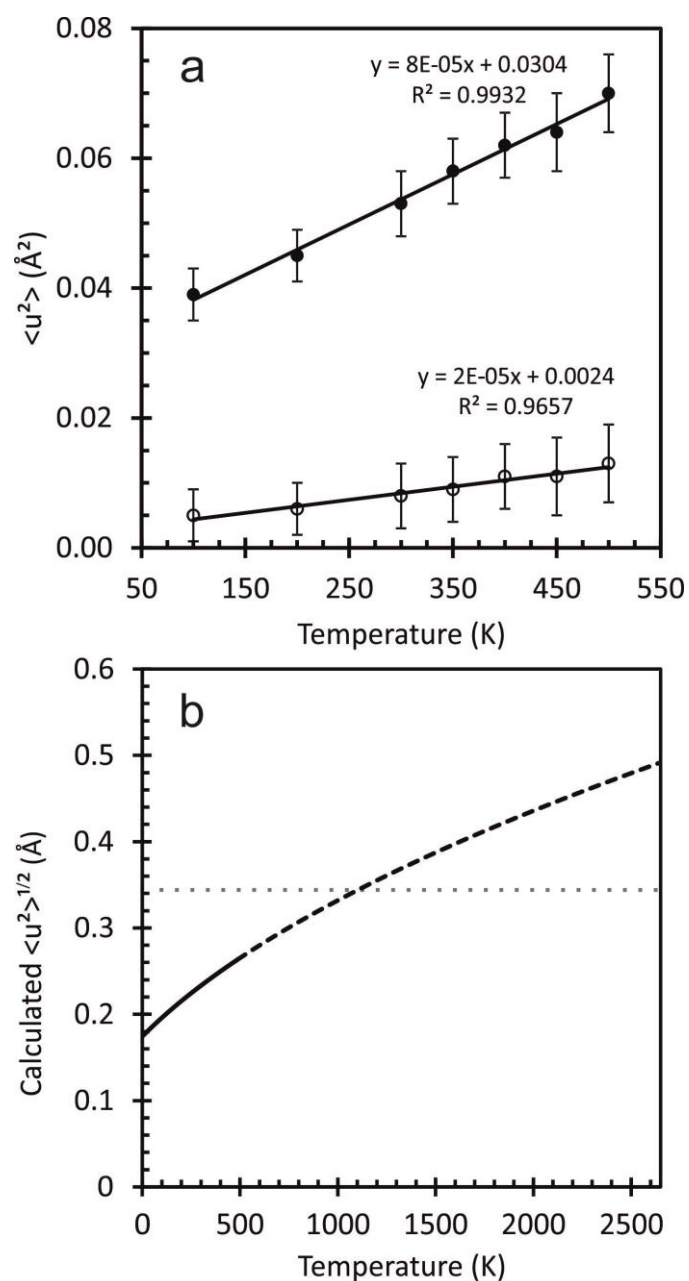 0.08
a
y = 8E-05x + 0.0304
R² = 0.9932
0.06
<u²> (Å²)
0.04
y = 2E-05x + 0.0024
R² = 0.9657
0.02
0.00
50 150 250 350 450 550
Temperature (K)
0.6
b
0.5
0.4
Calculated <u²>^{1/2} (Å)
0.3
0.2
0.1
0
0 500 1000 1500 2000 2500
Temperature (K)